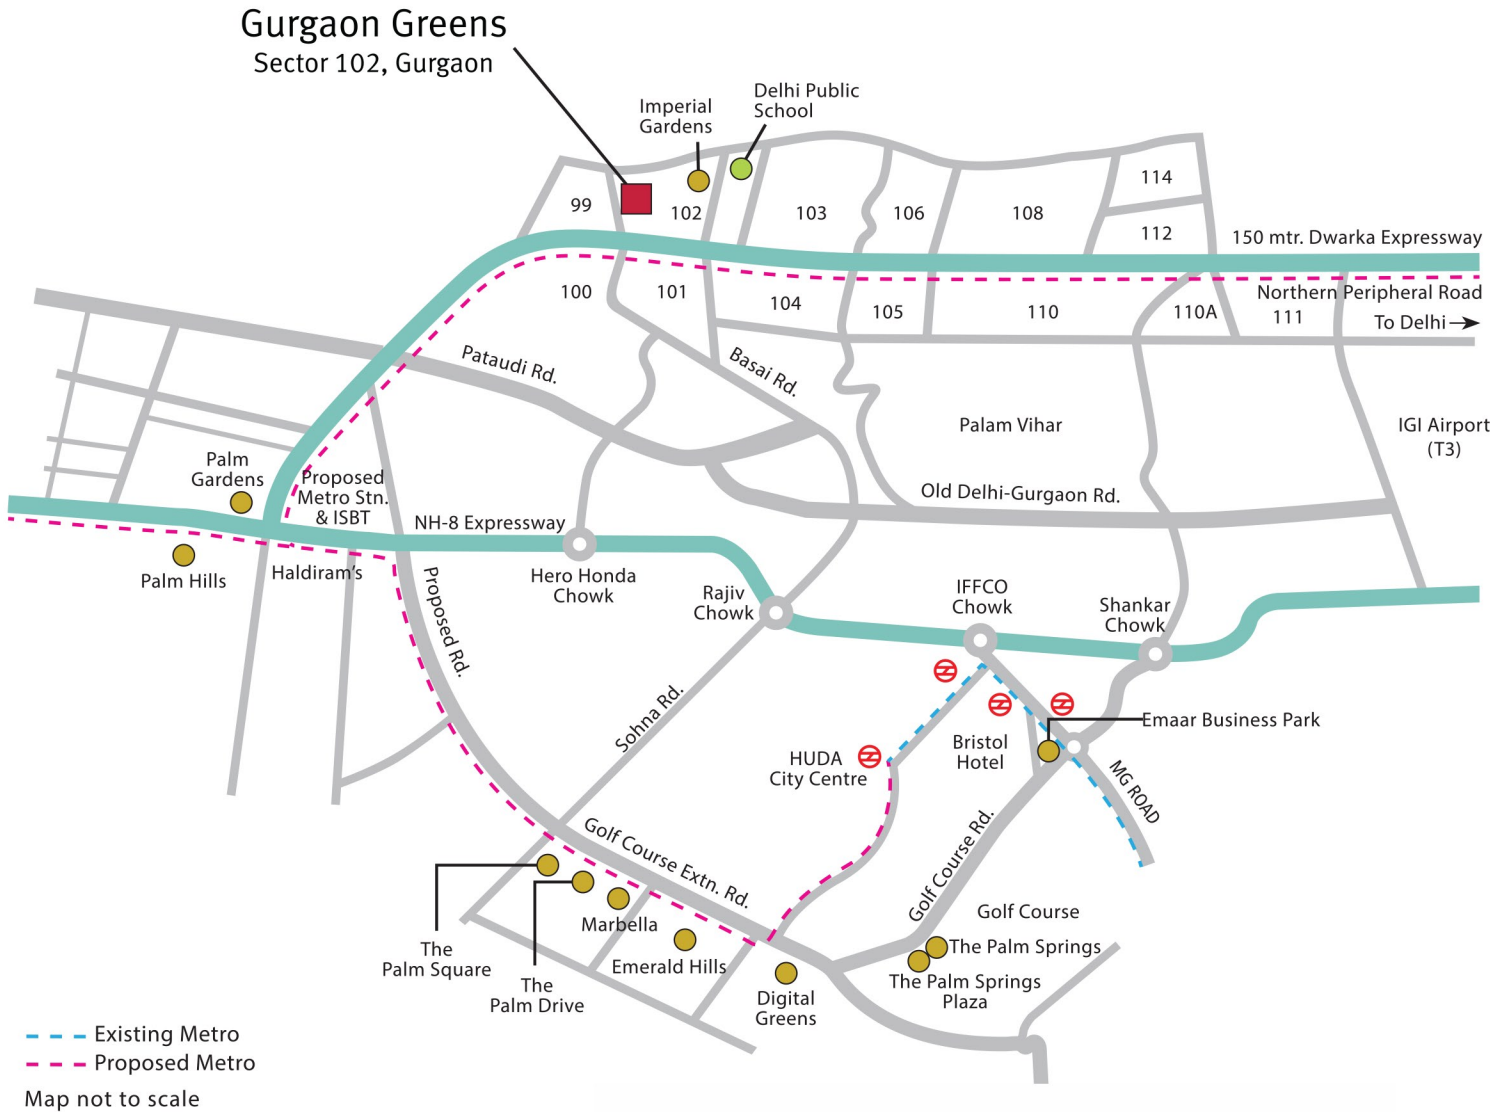 Gurgaon Greens
Sector 102, Gurgaon
Imperial
Gardens
Delhi Public
School
99
102
103
106
108
114
112
150 mtr. Dwarka Expressway
100
101
104
105
110
110A
111
Northern Peripheral Road
To Delhi
Pataudi Rd.
Basai Rd.
Palam Vihar
IGI Airport
(T3)
Palm
Gardens
Proposed
Metro Stn.
& ISBT
NH-8 Expressway
Old Delhi-Gurgaon Rd.
Palm Hills
Haldiram's
Hero Honda
Chowk
Rajiv
Chowk
IFFCO
Chowk
Shankar
Chowk
Proposed Rd.
Sohna Rd.
Emaar Business Park
HUDA
City Centre
Bristol
Hotel
MG ROAD
Golf Course Rd.
Golf Course Extn. Rd.
Golf Course
The Palm Springs
The Palm Springs
Plaza
Marbella
Emerald Hills
The
Palm Square
The
Palm Drive
Digital
Greens
Existing Metro
Proposed Metro
Map not to scale